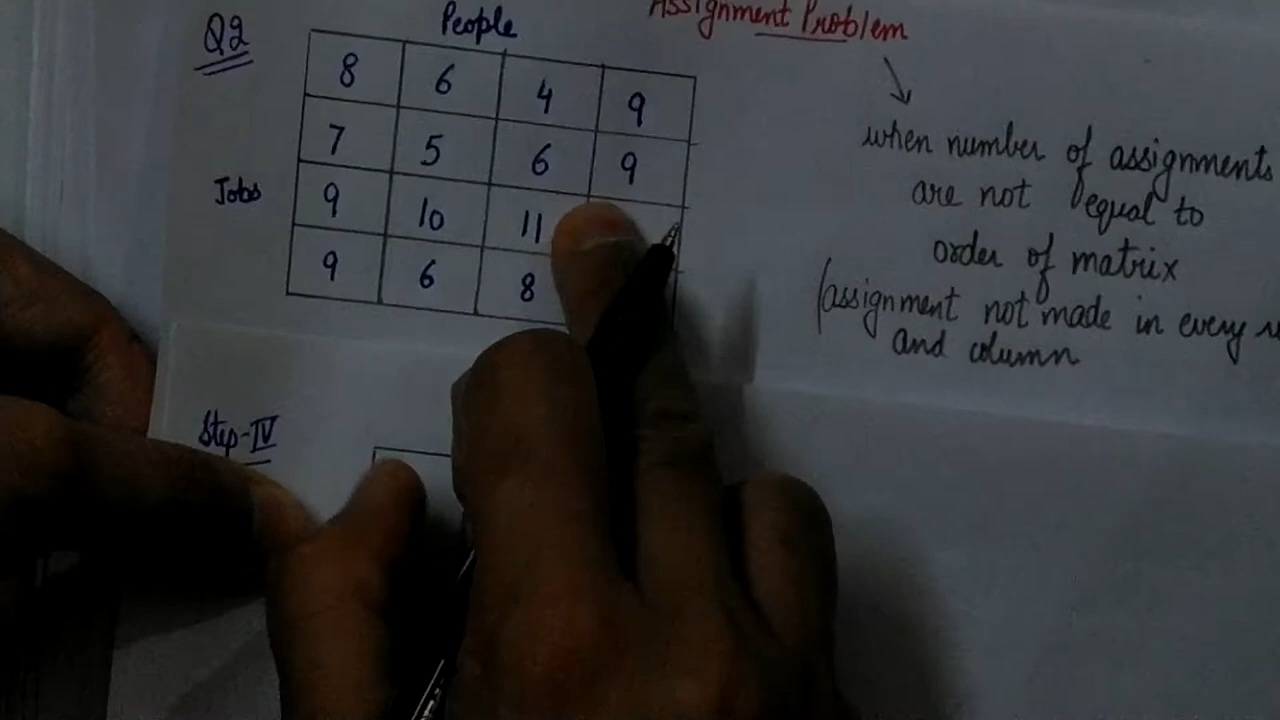 Q2
People
Assignment Problem
8 6 4 9
7 5 6 9
Jobs
9 10 11
9 6 8
when number of assignments
are not equal to
order of matrix
(assignment not made in every
and column
Step-IV